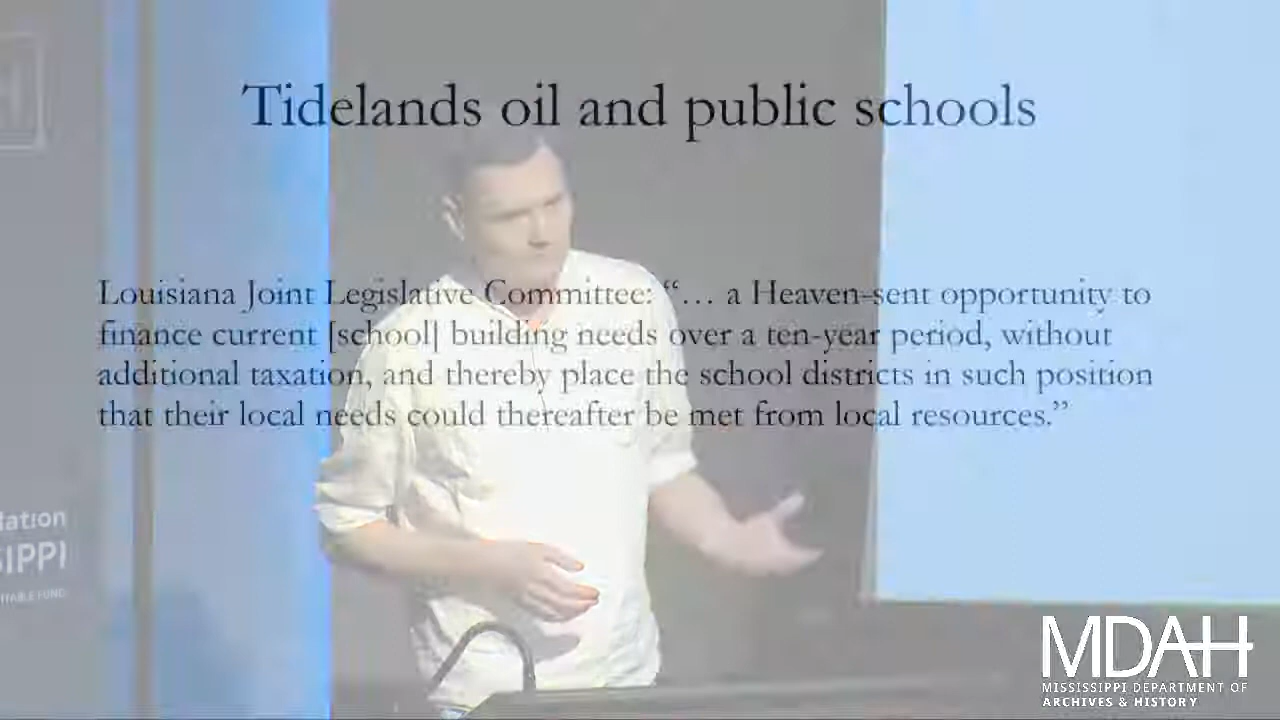 Tidelands oil and public schools
Louisiana Joint Legislative Committee: “… a Heaven-sent opportunity to
finance current [school] building needs over a ten-year period, without
additional taxation, and thereby place the school districts in such position
that their local needs could thereafter be met from local resources.”
MDAH
MISSISSIPPI DEPARTMENT OF
ARCHIVES & HISTORY